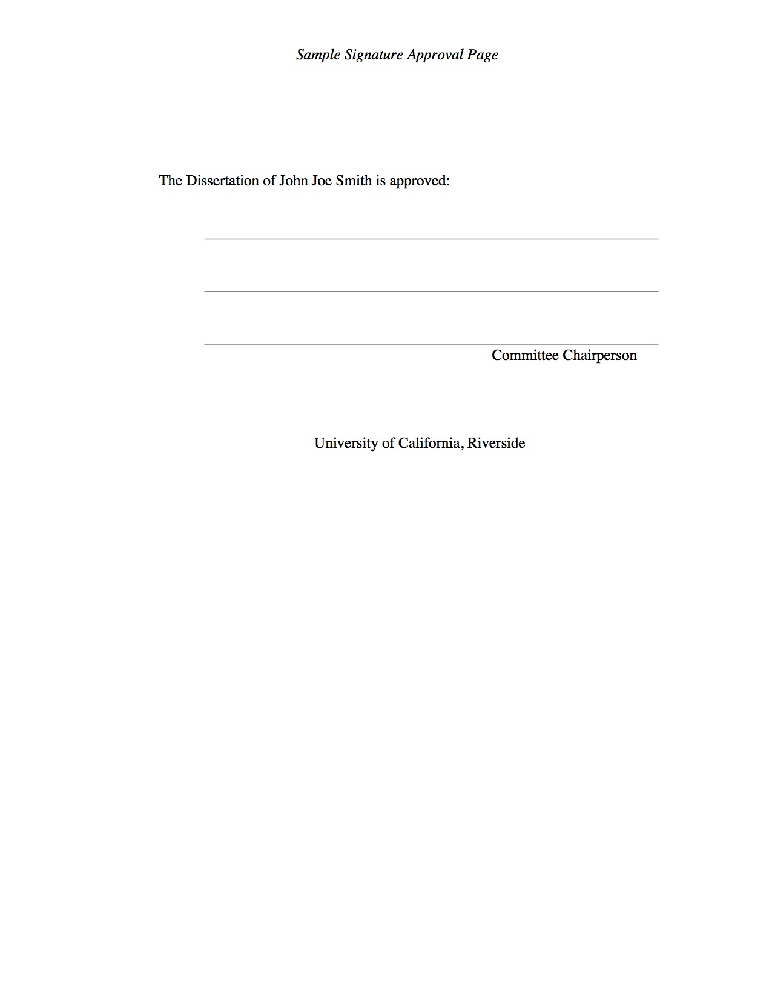 Sample Signature Approval Page
The Dissertation of John Joe Smith is approved:
Committee Chairperson
University of California, Riverside